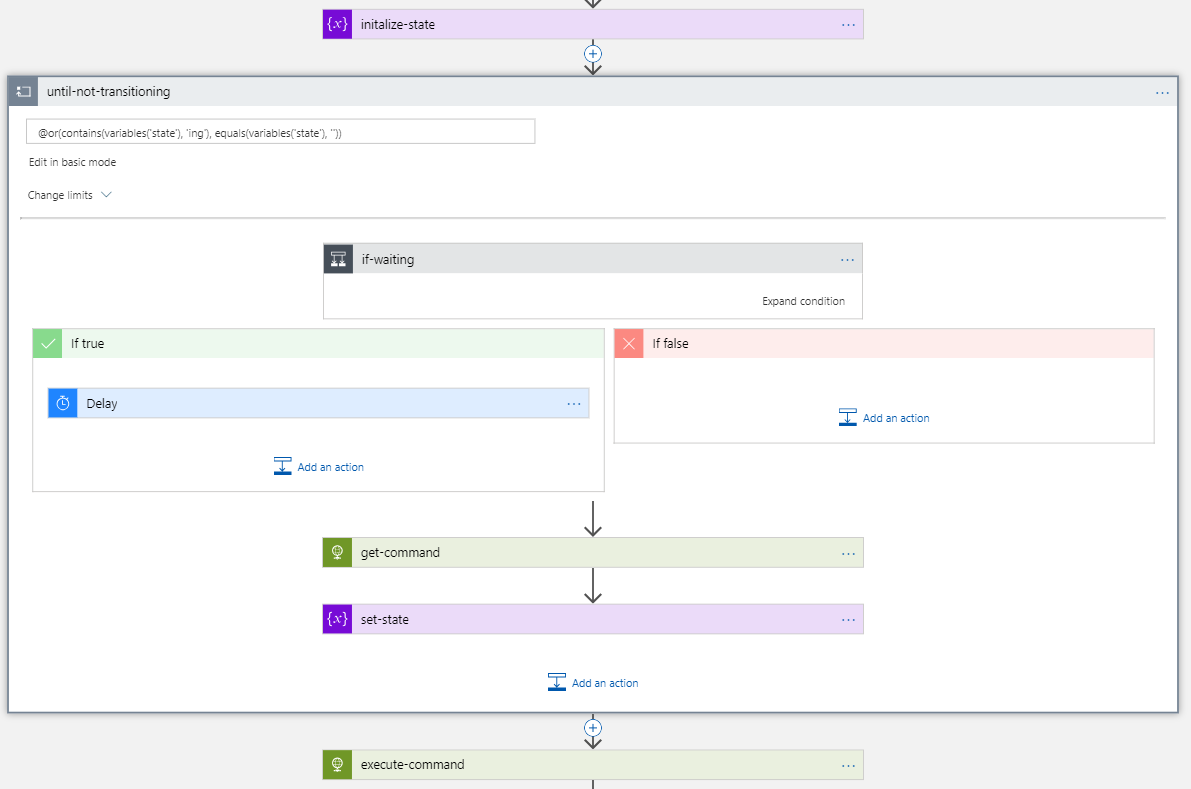 {x} initalize-state ...
until-not-transitioning ...
@or(contains(variables('state'), 'ing'), equals(variables('state'), ''))
Edit in basic mode
Change limits
if-waiting ...
Expand condition
If true
If false
Delay ...
Add an action
Add an action
get-command ...
{x} set-state ...
Add an action
execute-command ...